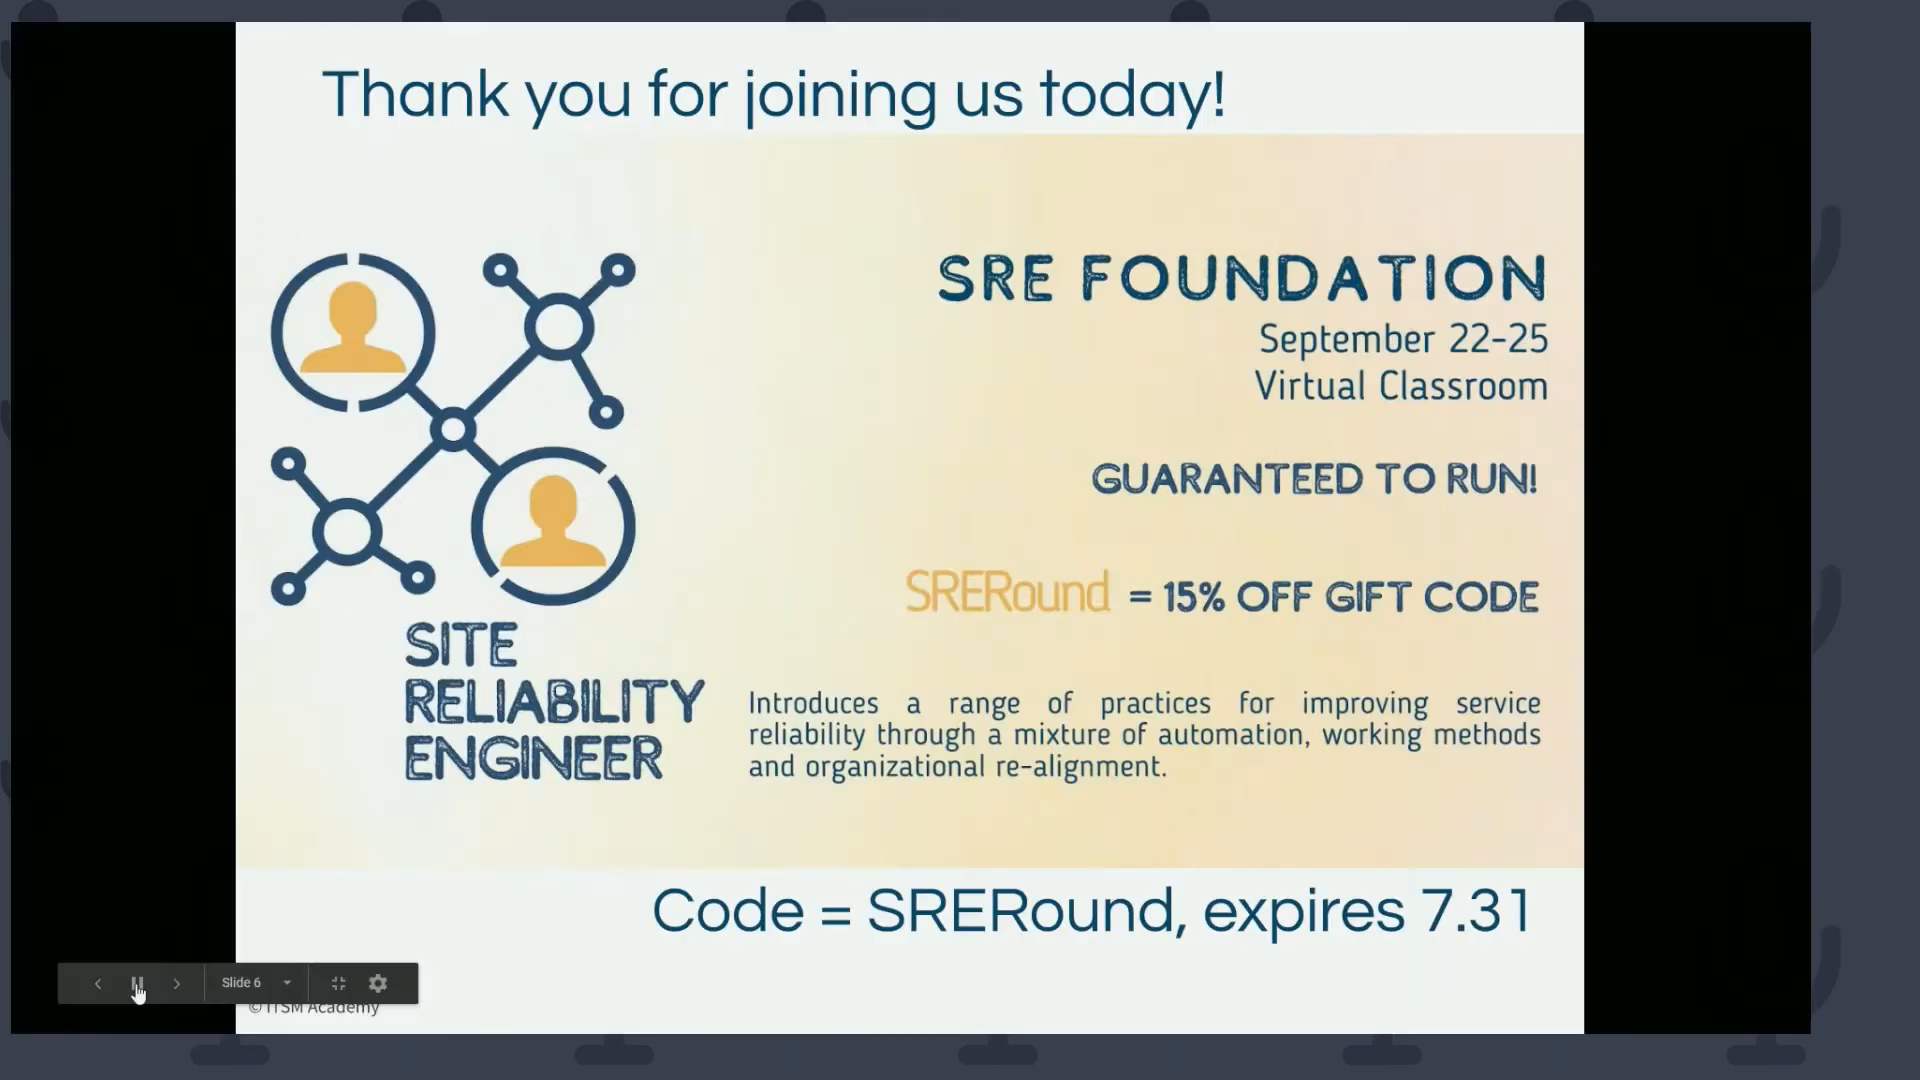 Thank you for joining us today!
SRE FOUNDATION
September 22-25
Virtual Classroom
GUARANTEED TO RUN!
SRERound = 15% OFF GIFT CODE
SITE
RELIABILITY
ENGINEER
Introduces a range of practices for improving service
reliability through a mixture of automation, working methods
and organizational re-alignment.
Code = SRERound, expires 7.31
Slide 6
© ITSM Academy